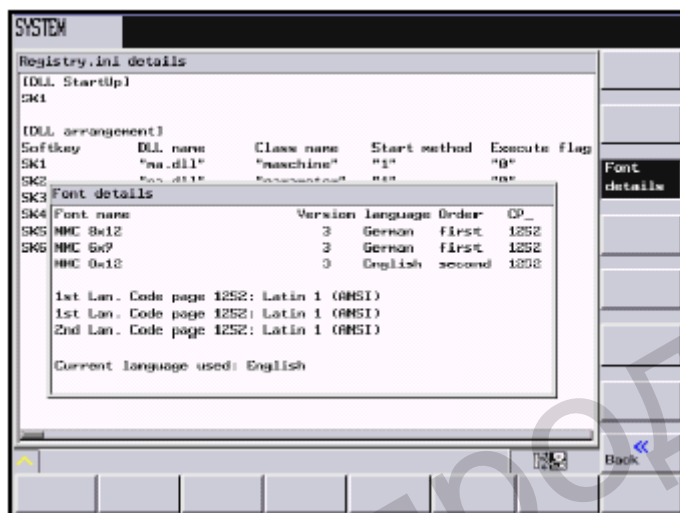 SYSTEM
Registry.ini details
[DLL StartUp]
SK1
[DLL arrangement]
Softkey DLL name Class name Start method Execute flag
SK1 "ma.dll" "maschine" "1" "0"
SK2
SK3
SK4
SK5
SK6
Font details
Font name Version language Order CP_
MMC 8x12 3 German first 1252
MMC 6x9 3 German first 1252
MMC 8x12 3 English second 1252
1st Lan. Code page 1252: Latin 1 (ANSI)
1st Lan. Code page 1252: Latin 1 (ANSI)
2nd Lan. Code page 1252: Latin 1 (ANSI)
Current language used: English
Font
details
Back